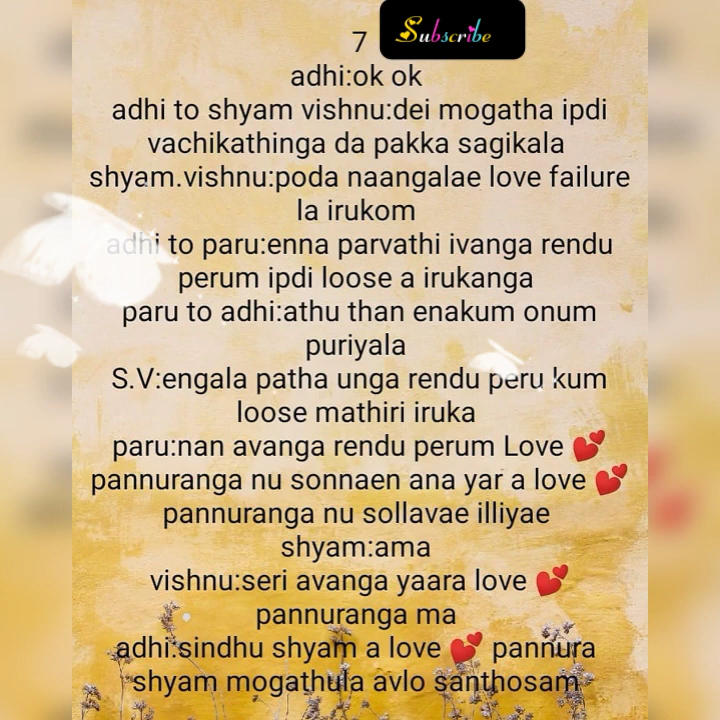 Subscribe
7
adhi:ok ok
adhi to shyam vishnu:dei mogatha ipdi
vachikathinga da pakka sagikala
shyam.vishnu:poda naangalae love failure
la irukom
adhi to paru:enna parvathi ivanga rendu
perum ipdi loose a irukanga
paru to adhi:athu than enakum onum
puriyala
S.V:engala patha unga rendu peru kum
loose mathiri iruka
paru:nan avanga rendu perum Love 💕
pannuranga nu sonnaen ana yar a love 💕
pannuranga nu sollavae illiyae
shyam:ama
vishnu:seri avanga yaara love 💕
pannuranga ma
adhi:sindhu shyam a love 💕 pannura
shyam mogathula avlo santhosam